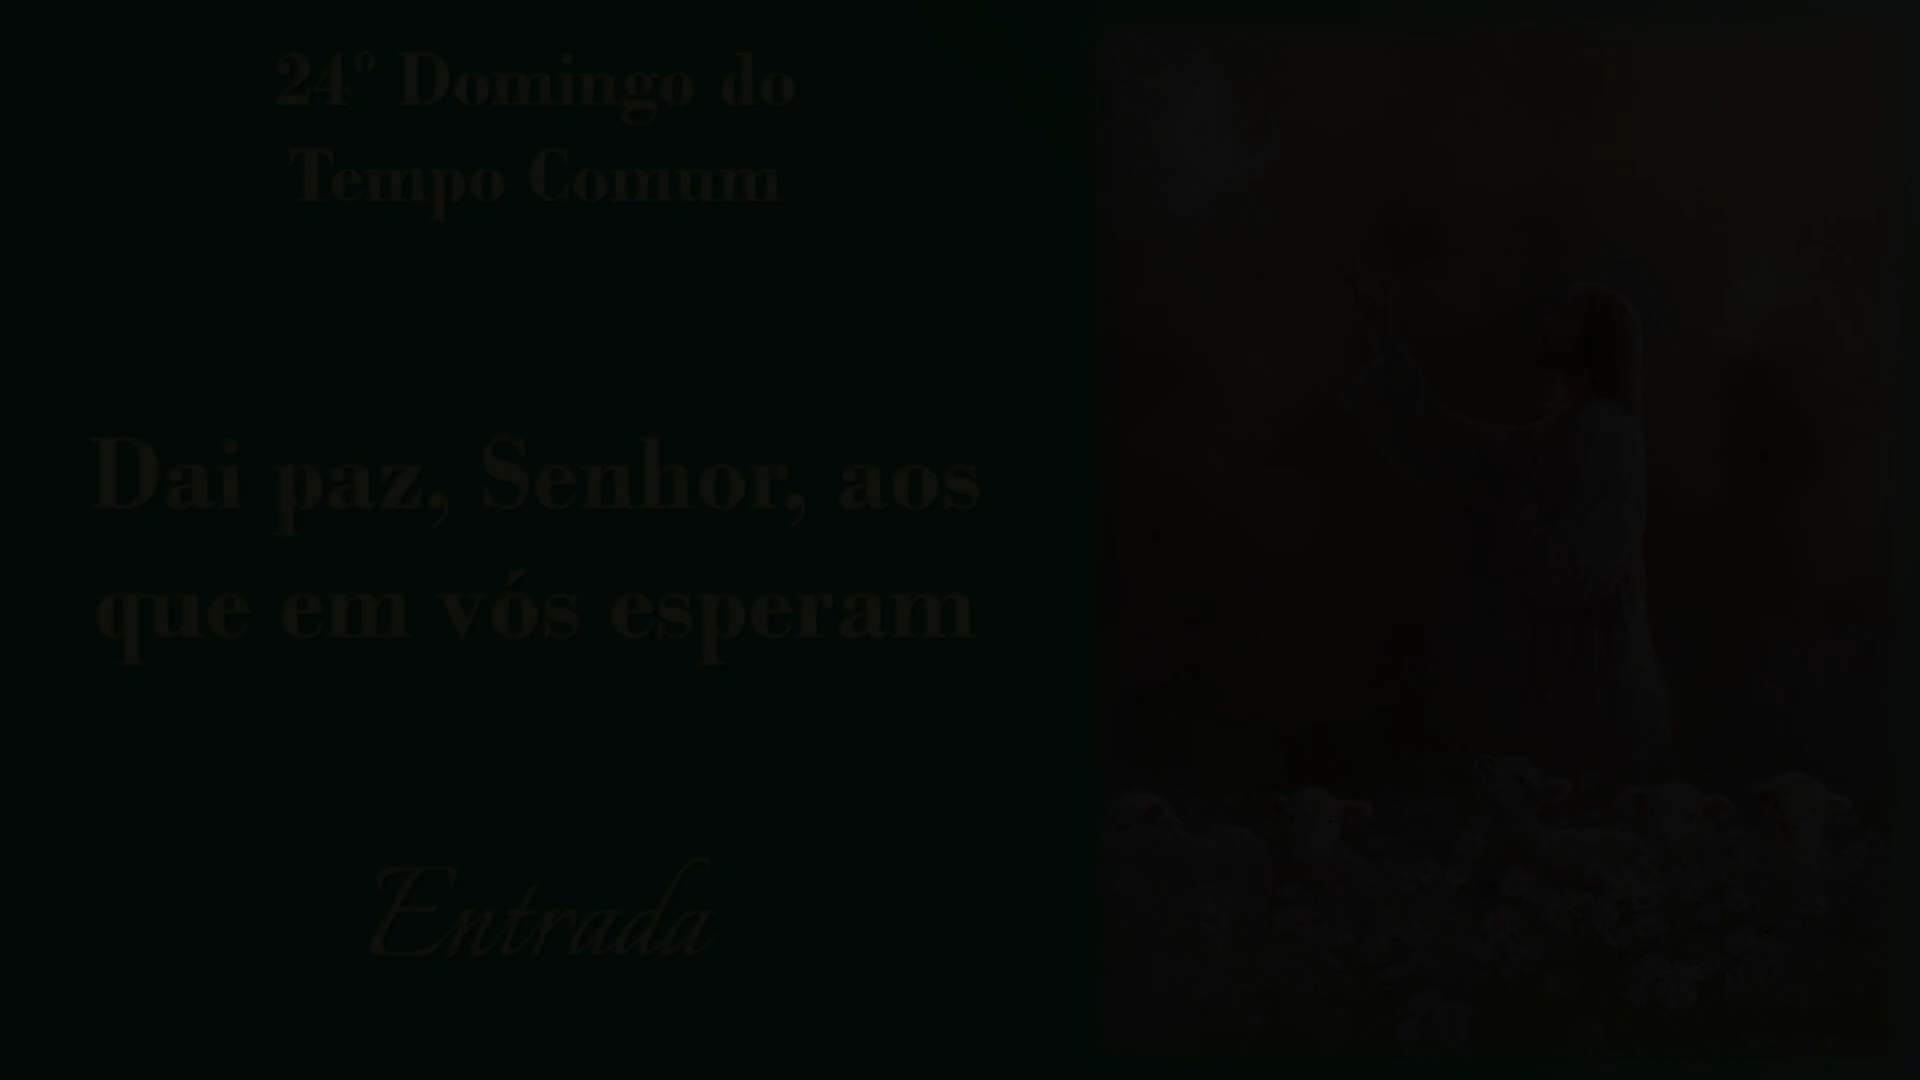 24º Domingo do
Tempo Comum
Dai paz, Senhor, aos
que em vós esperam
Entrada